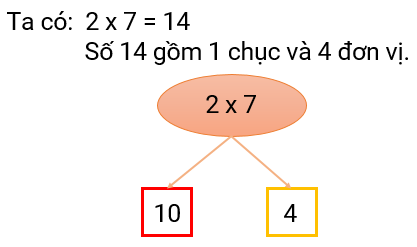 Ta có: 2 x 7 = 14
Số 14 gồm 1 chục và 4 đơn vị.
2 x 7
10
4